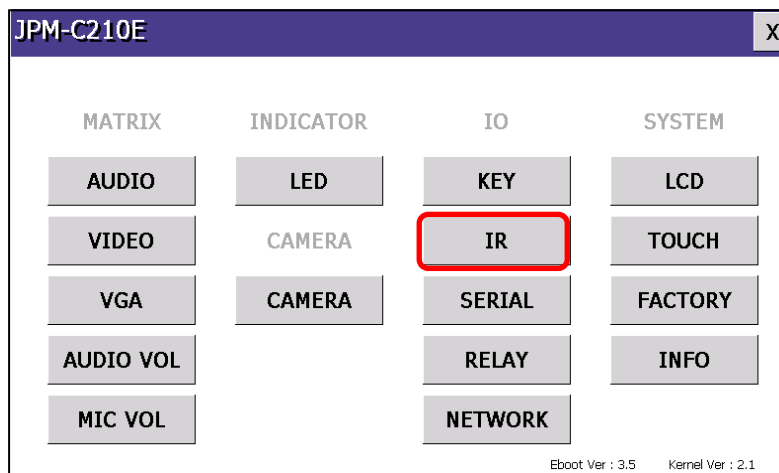 JPM-C210E X
MATRIX INDICATOR IO SYSTEM
AUDIO LED KEY LCD
VIDEO CAMERA IR TOUCH
VGA CAMERA SERIAL FACTORY
AUDIO VOL RELAY INFO
MIC VOL NETWORK
Eboot Ver : 3.5 Kernel Ver : 2.1